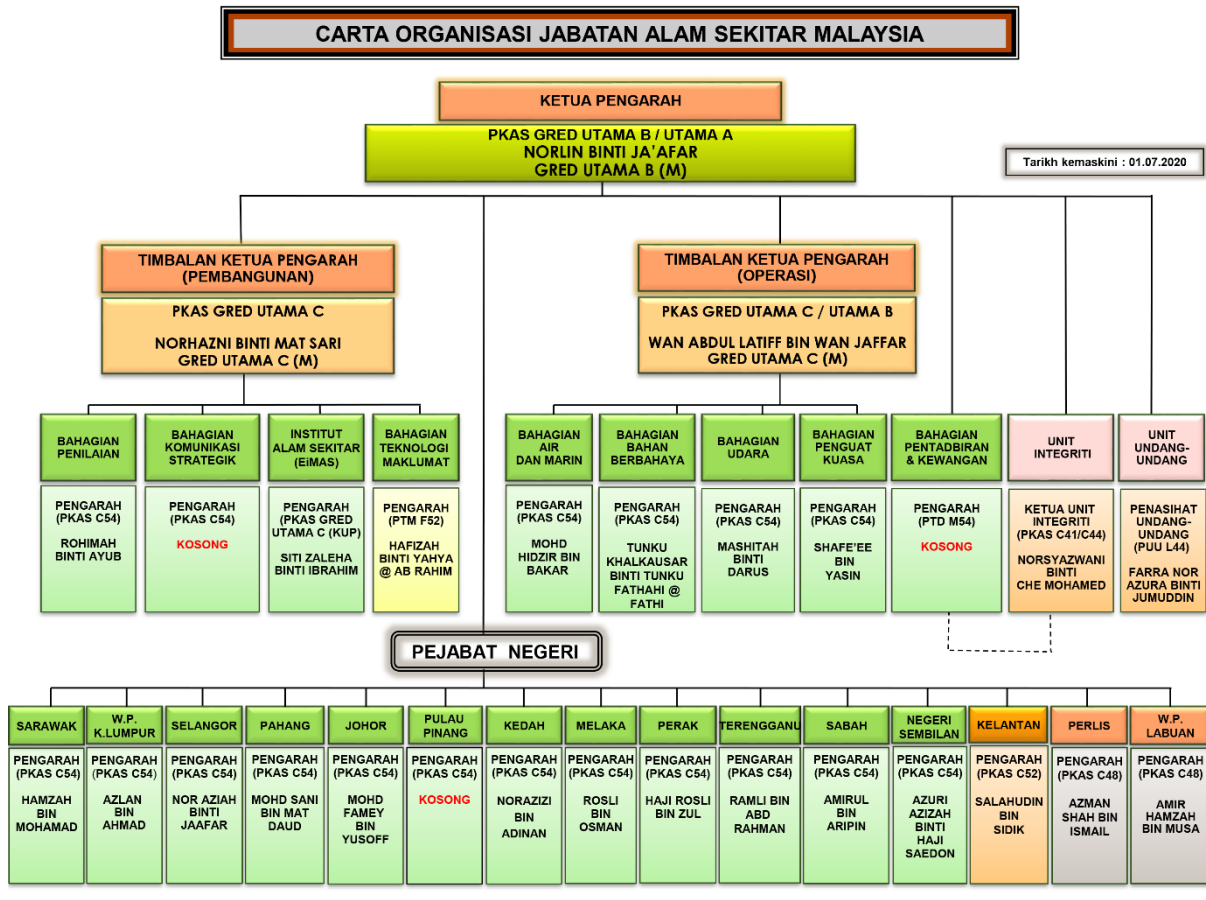 CARTA ORGANISASI JABATAN ALAM SEKITAR MALAYSIA
KETUA PENGARAH
PKAS GRED UTAMA B / UTAMA A
NORLIN BINTI JA'AFAR
GRED UTAMA B (M)
Tarikh kemaskini : 01.07.2020
TIMBALAN KETUA PENGARAH
(PEMBANGUNAN)
PKAS GRED UTAMA C
NORHAZNI BINTI MAT SARI
GRED UTAMA C (M)
TIMBALAN KETUA PENGARAH
(OPERASI)
PKAS GRED UTAMA C / UTAMA B
WAN ABDUL LATIFF BIN WAN JAFFAR
GRED UTAMA C (M)
BAHAGIAN
PENILAIAN
PENGARAH
(PKAS C54)
ROHIMAH
BINTI AYUB
BAHAGIAN
KOMUNIKASI
STRATEGIK
PENGARAH
(PKAS C54)
KOSONG
INSTITUT
ALAM SEKITAR
(EiMAS)
PENGARAH
(PKAS GRED
UTAMA C (KUP)
SITI ZALEHA
BINTI IBRAHIM
BAHAGIAN
TEKNOLOGI
MAKLUMAT
PENGARAH
(PTM F52)
HAFIZAH
BINTI YAHYA
@ AB RAHIM
BAHAGIAN
AIR
DAN MARIN
PENGARAH
(PKAS C54)
MOHD
HIDZIR BIN
BAKAR
BAHAGIAN
BAHAN
BERBAHAYA
PENGARAH
(PKAS C54)
TUNKU
KHALKAUSAR
BINTI TUNKU
FATHAHI @
FATHI
BAHAGIAN
UDARA
PENGARAH
(PKAS C54)
MASHITAH
BINTI
DARUS
BAHAGIAN
PENGUAT
KUASA
PENGARAH
(PKAS C54)
SHAFE'EE
BIN
YASIN
BAHAGIAN
PENTADBIRAN
& KEWANGAN
PENGARAH
(PTD M54)
KOSONG
UNIT
INTEGRITI
KETUA UNIT
INTEGRITI
(PKAS C41/C44)
NORSYAZWANI
BINTI
CHE MOHAMED
UNIT
UNDANG-
UNDANG
PENASIHAT
UNDANG-
UNDANG
(PUU L44)
FARRA NOR
AZURA BINTI
JUMUDDIN
PEJABAT NEGERI
SARAWAK
PENGARAH
(PKAS C54)
HAMZAH
BIN
MOHAMAD
W.P.
K.LUMPUR
PENGARAH
(PKAS C54)
AZLAN
BIN
AHMAD
SELANGOR
PENGARAH
(PKAS C54)
NOR AZIAH
BINTI
JAAFAR
PAHANG
PENGARAH
(PKAS C54)
MOHD SANI
BIN MAT
DAUD
JOHOR
PENGARAH
(PKAS C54)
MOHD
FAMEY
BIN
YUSOFF
PULAU
PINANG
PENGARAH
(PKAS C54)
KOSONG
KEDAH
PENGARAH
(PKAS C54)
NORAZIZI
BIN
ADINAN
MELAKA
PENGARAH
(PKAS C54)
ROSLI
BIN
OSMAN
PERAK
PENGARAH
(PKAS C54)
HAJI ROSLI
BIN ZUL
TERENGGANU
PENGARAH
(PKAS C54)
RAMLI BIN
ABD
RAHMAN
SABAH
PENGARAH
(PKAS C54)
AMIRUL
BIN
ARIPIN
NEGERI
SEMBILAN
PENGARAH
(PKAS C54)
AZURI
AZIZAH
BINTI
HAJI
SAEDON
KELANTAN
PENGARAH
(PKAS C52)
SALAHUDIN
BIN
SIDIK
PERLIS
PENGARAH
(PKAS C48)
AZMAN
SHAH BIN
ISMAIL
W.P.
LABUAN
PENGARAH
(PKAS C48)
AMIR
HAMZAH
BIN MUSA